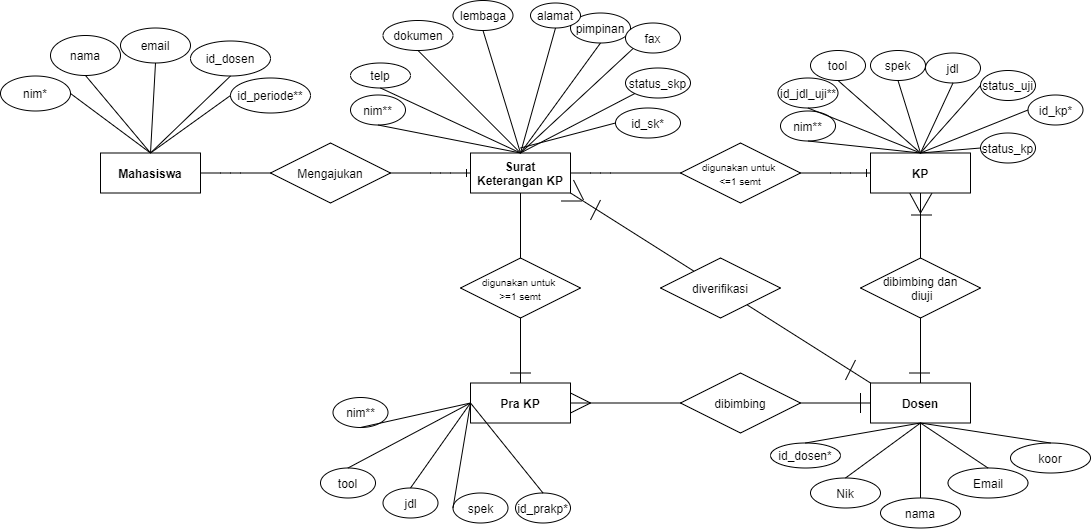 lembaga
alamat
pimpinan
dokumen
fax
email
nama
id_dosen
tool
spek
jdl
telp
status_skp
status_uji
nim*
id_periode**
id_jdl_uji**
nim**
id_kp*
id_sk*
nim**
status_kp
Mahasiswa
Mengajukan
Surat
Keterangan KP
digunakan untuk
<=1 semt
KP
digunakan untuk
>=1 semt
diverifikasi
dibimbing dan
diuji
Pra KP
dibimbing
Dosen
nim**
id_dosen*
koor
tool
Nik
Email
jdl
spek
id_prakp*
nama